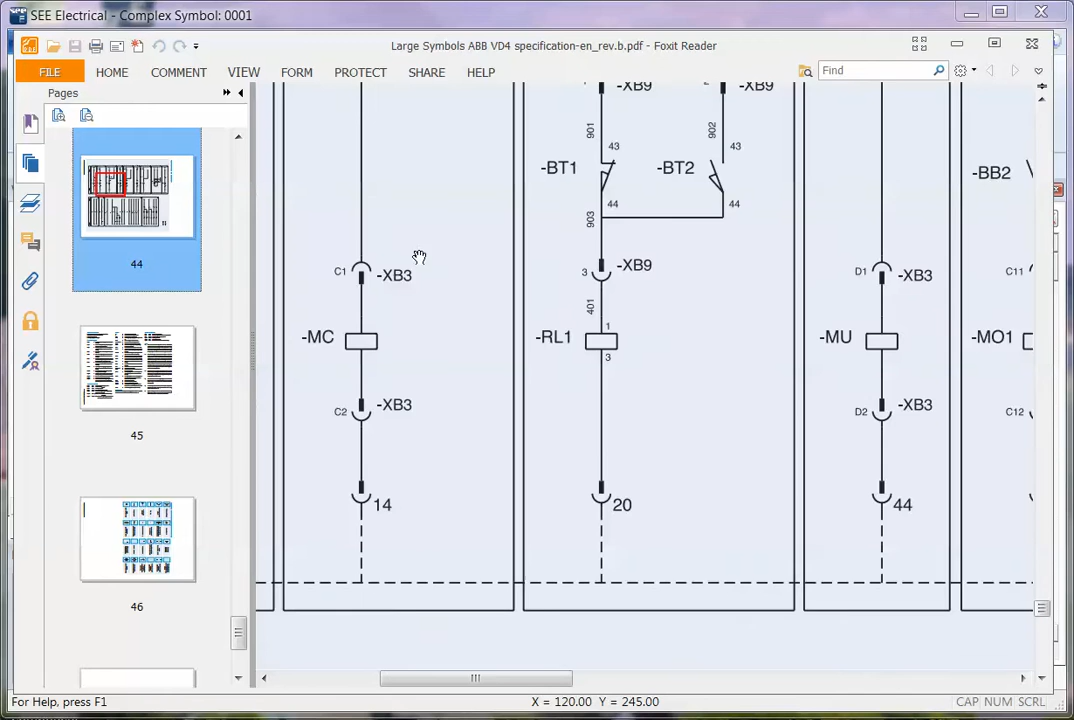 SEE Electrical - Complex Symbol: 0001
Large Symbols ABB VD4 specification-en_rev.b.pdf - Foxit Reader
FILE HOME COMMENT VIEW FORM PROTECT SHARE HELP Find
Pages
-XB9 -XB9
901 902
43 43
-BT1 -BT2 -BB2
44 44
903
44
C1 -XB3 3 -XB9 D1 -XB3 C11
401
1
-MC -RL1 -MU -MO1
3
C2 -XB3 D2 -XB3 C12
45
14 20 44
46
For Help, press F1 X = 120.00 Y = 245.00 CAP NUM SCRL